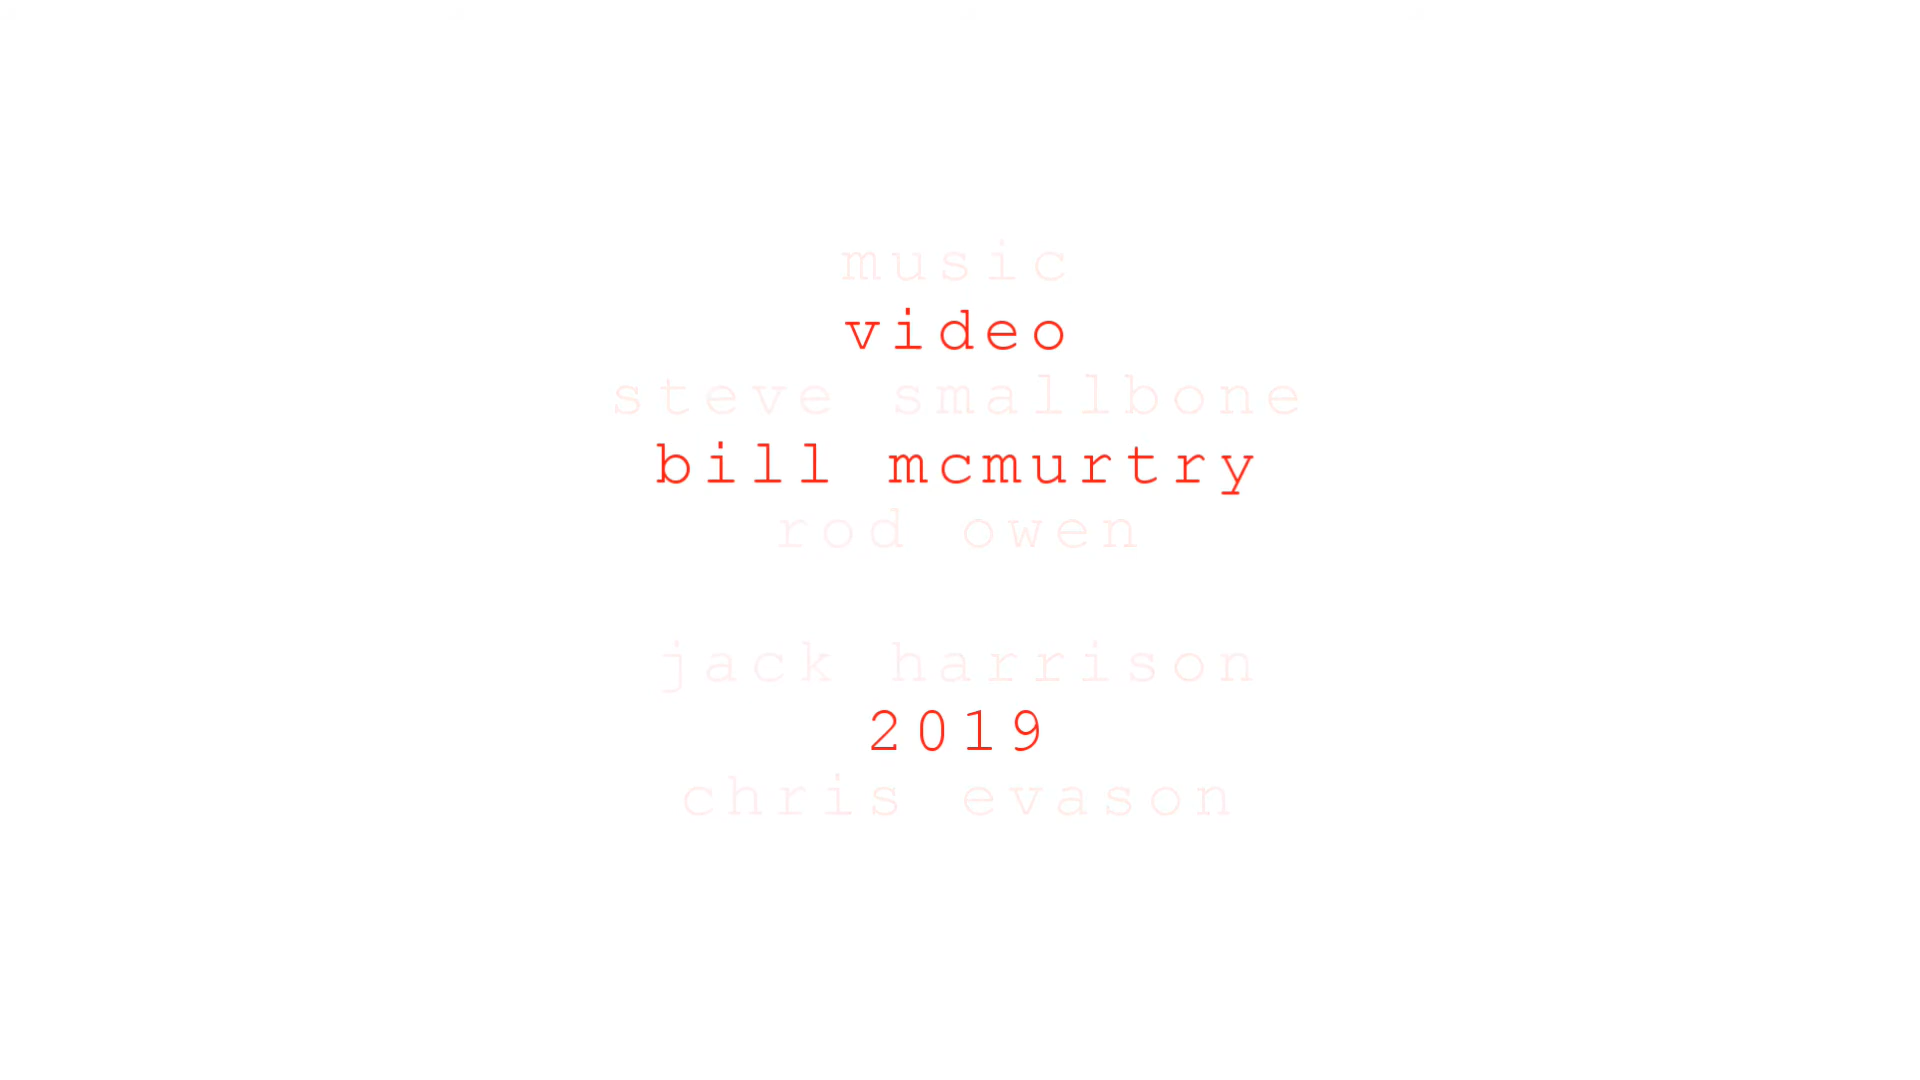 music
video
steve smallbone
bill mcmurtry
rod owen
jack harrison
2019
chris evason